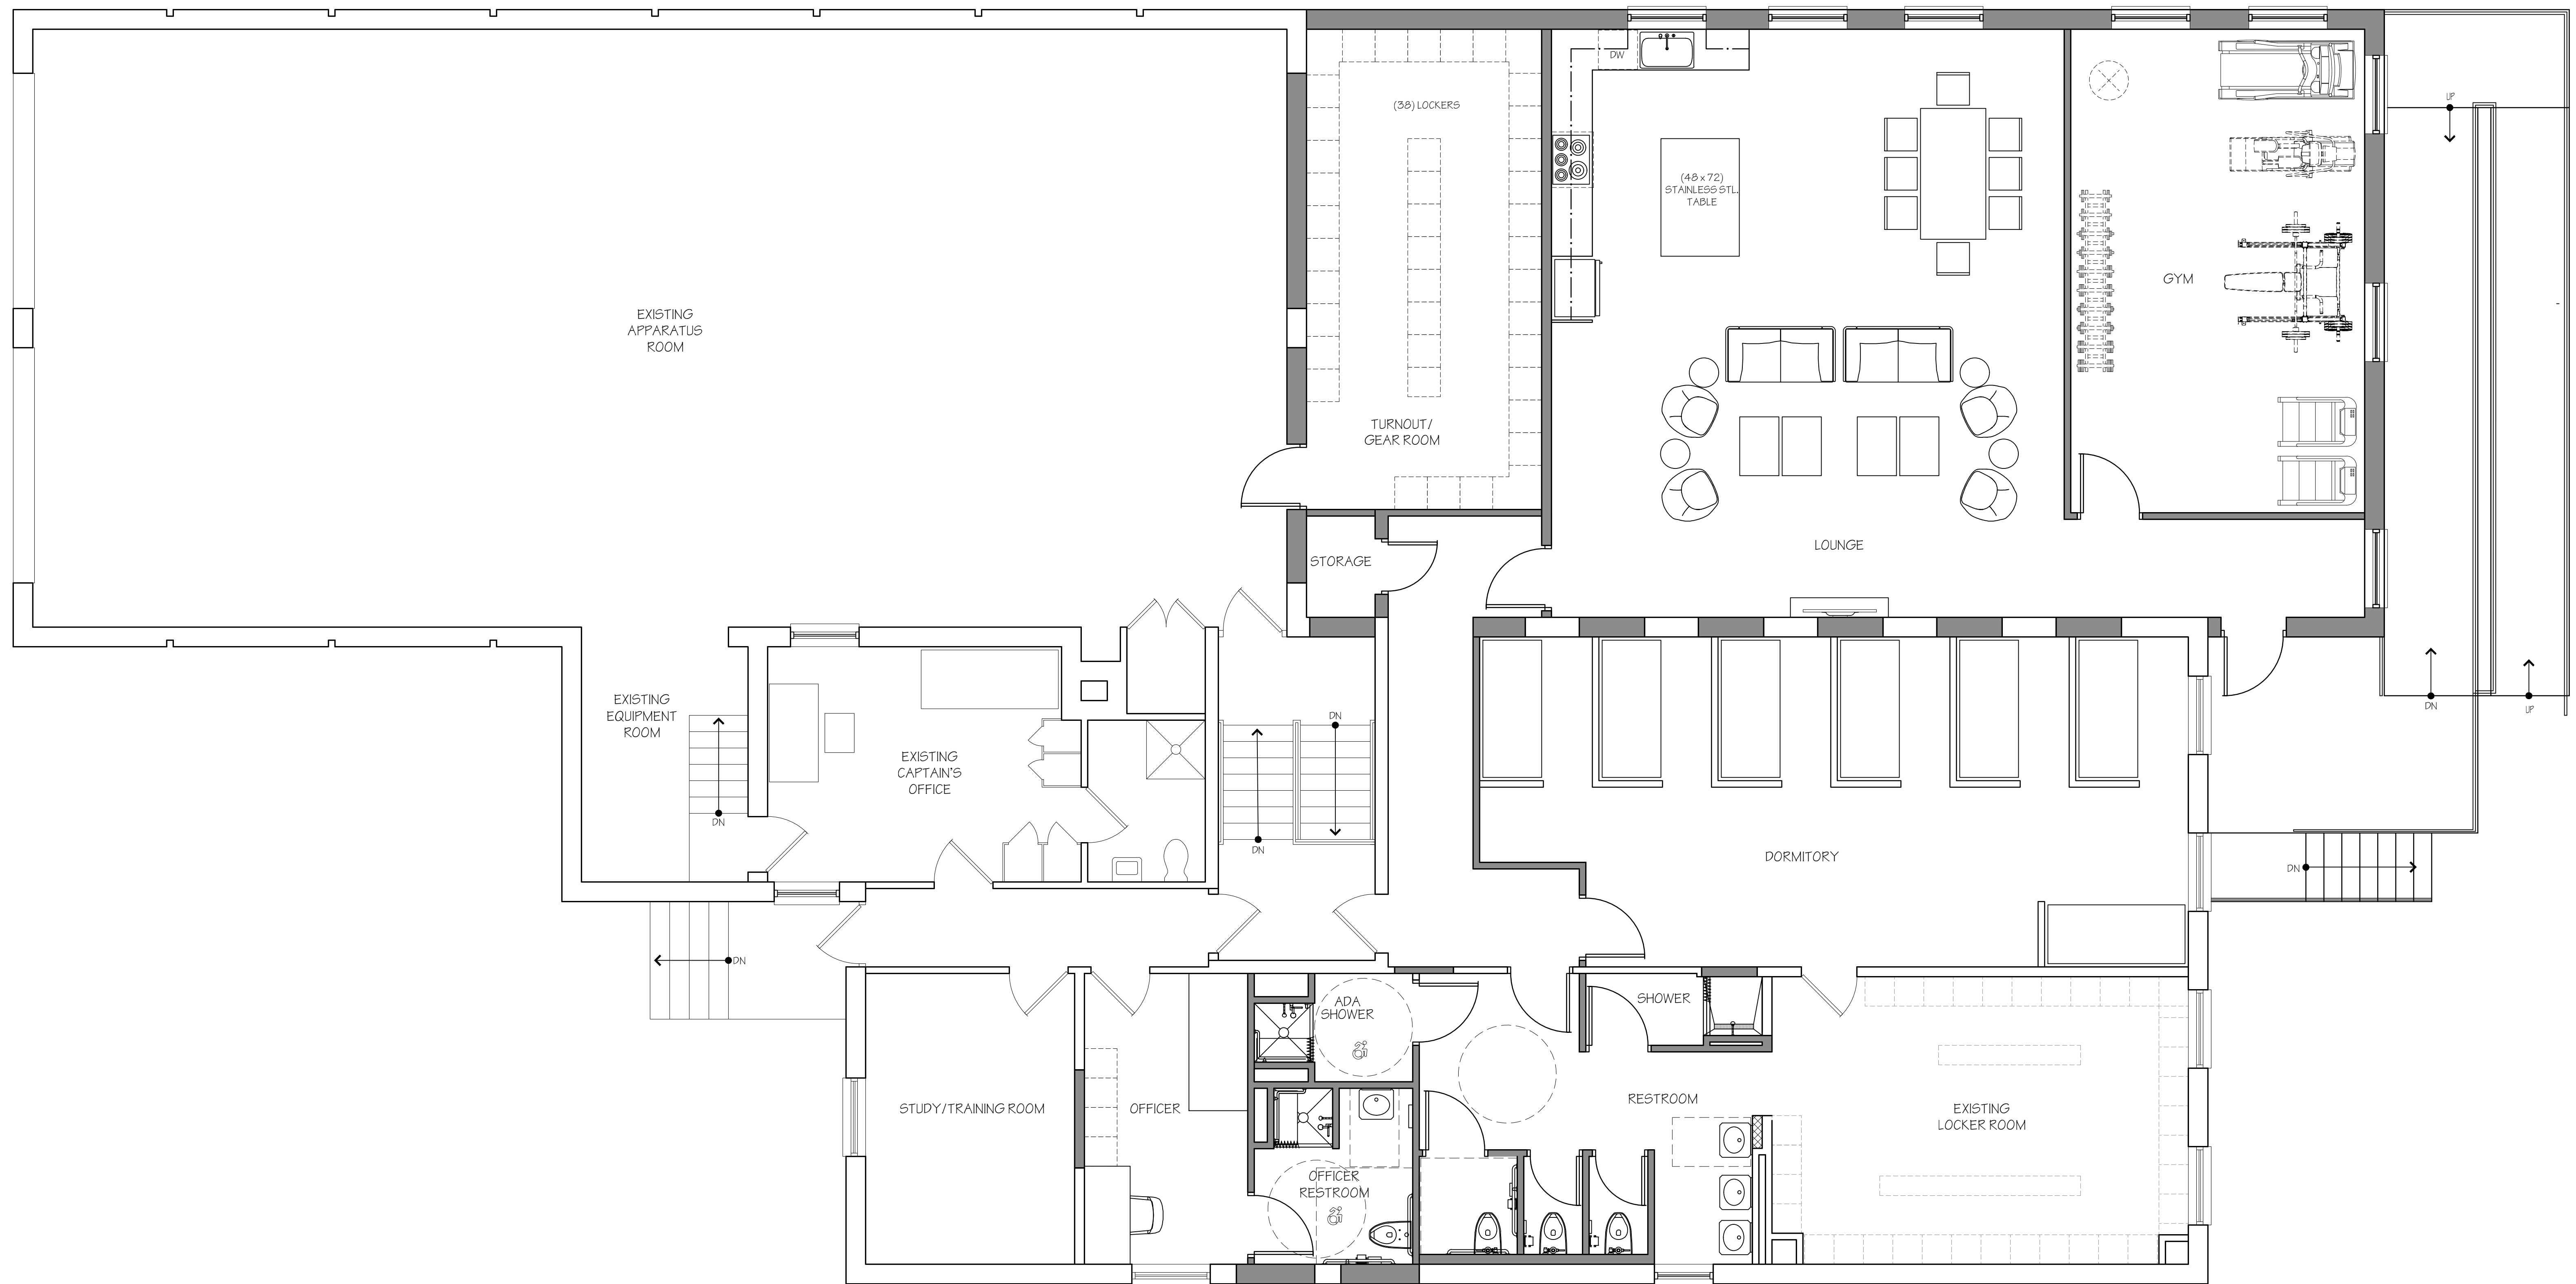 DW
(38) LOCKERS
UP
(48 x 72)
STAINLESS STL.
TABLE
GYM
EXISTING
APPARATUS
ROOM
TURNOUT/
GEAR ROOM
LOUNGE
STORAGE
EXISTING
EQUIPMENT
ROOM
DN
UP
DN
EXISTING
CAPTAIN'S
OFFICE
DN
DN
DORMITORY
DN
DN
SHOWER
ADA
SHOWER
STUDY/TRAINING ROOM
OFFICER
RESTROOM
EXISTING
LOCKER ROOM
OFFICER
RESTROOM